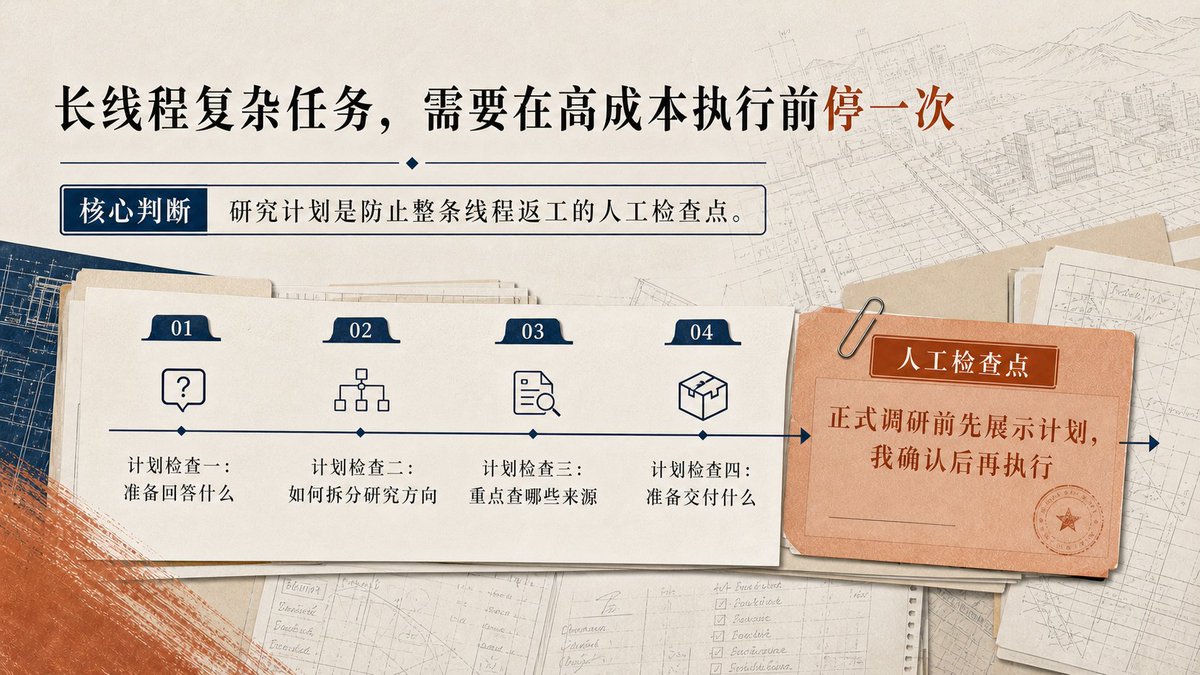 长线程复杂任务，需要在高成本执行前停一次
核心判断 研究计划是防止整条线程返工的人工检查点。
01
02
03
04
计划检查一：
准备回答什么
计划检查二：
如何拆分研究方向
计划检查三：
重点查哪些来源
计划检查四：
准备交付什么
人工检查点
正式调研前先展示计划，
我确认后再执行